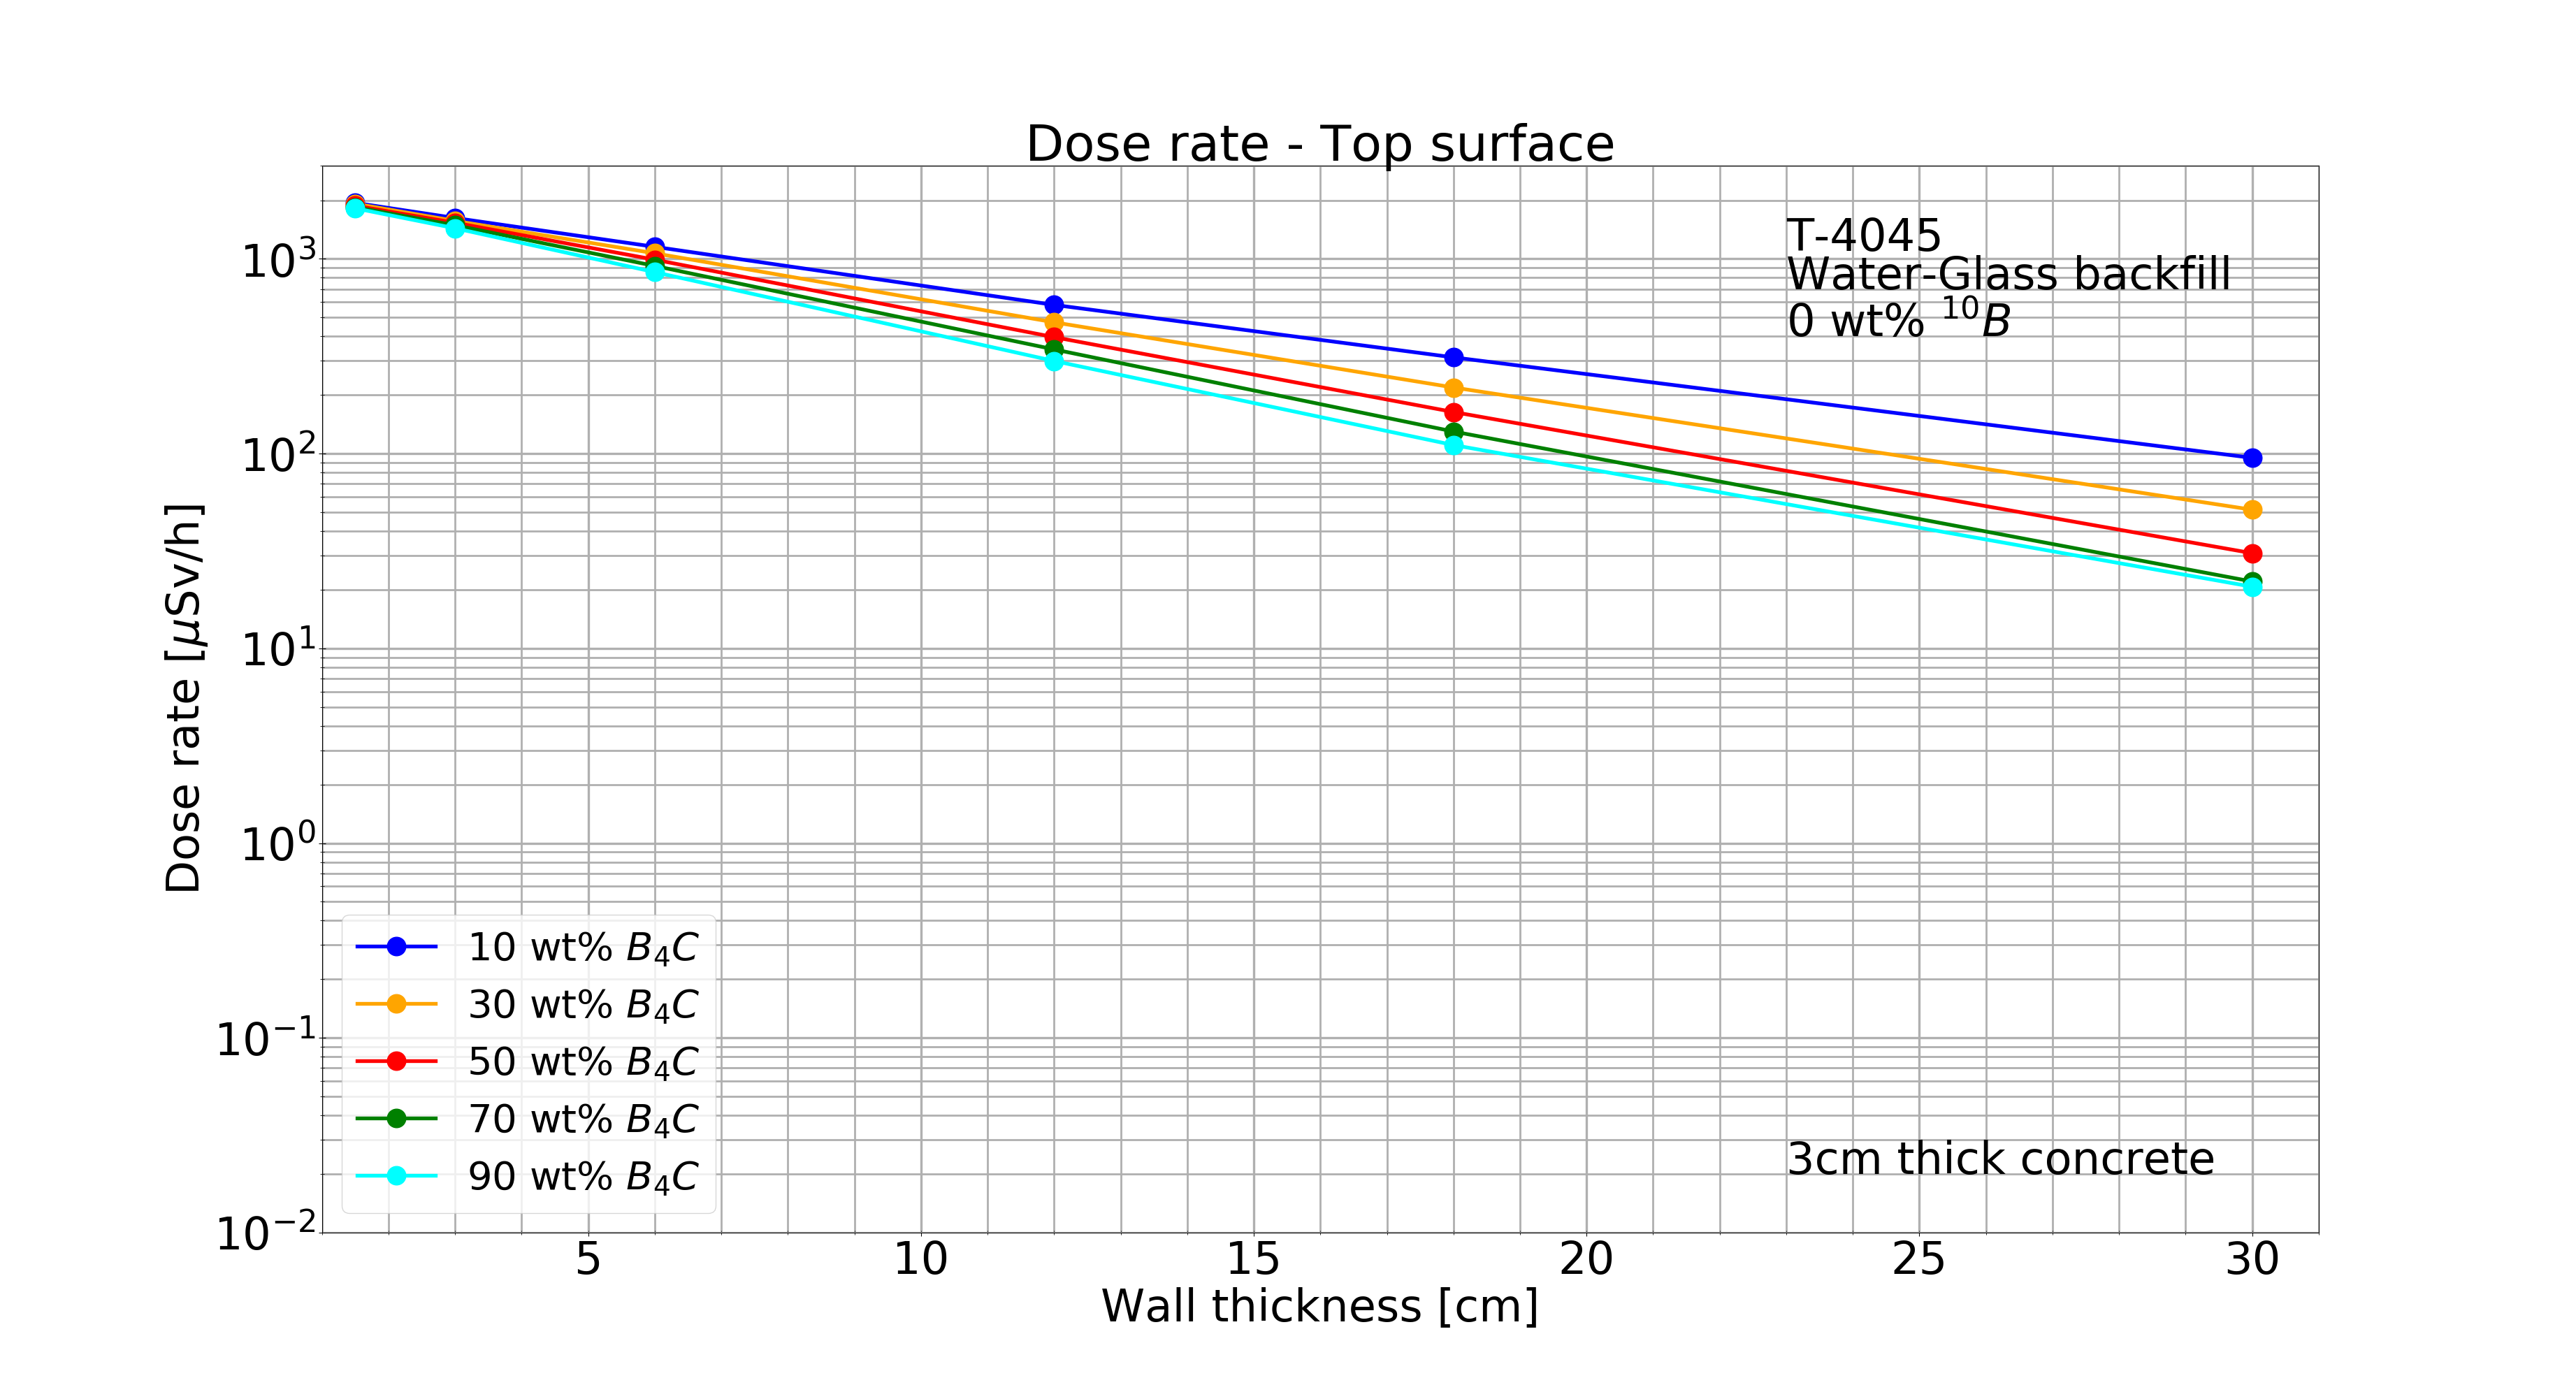 Dose rate - Top surface
T-4045
Water-Glass backfill
0 wt% ¹⁰B
10³
10²
10¹
10⁰
10⁻¹
10⁻²
Dose rate [μSv/h]
10 wt% B₄C
30 wt% B₄C
50 wt% B₄C
70 wt% B₄C
90 wt% B₄C
3cm thick concrete
5 10 15 20 25 30
Wall thickness [cm]